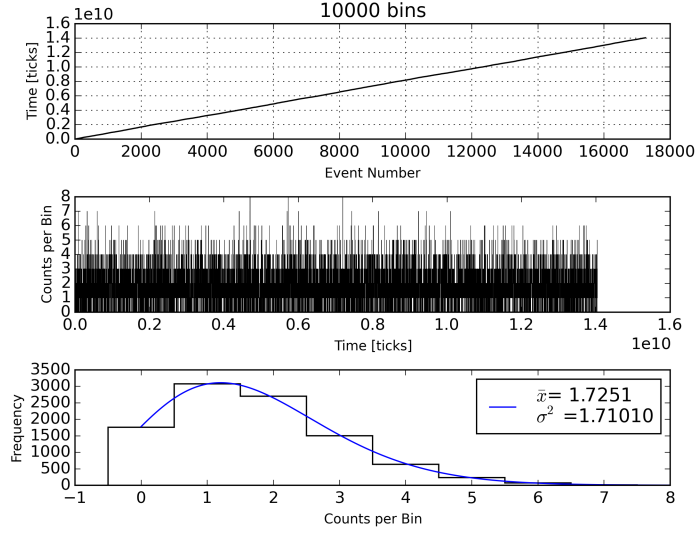 10000 bins
1e10
1.6
1.4
1.2
1.0
0.8
0.6
0.4
0.2
0.0
Time [ticks]
0 2000 4000 6000 8000 10000 12000 14000 16000 18000
Event Number
8
7
6
5
4
3
2
1
0
Counts per Bin
0.0 0.2 0.4 0.6 0.8 1.0 1.2 1.4 1.6
Time [ticks]
1e10
3500
3000
2500
2000
1500
1000
500
0
Frequency
x̄= 1.7251
σ² =1.71010
−1 0 1 2 3 4 5 6 7 8
Counts per Bin